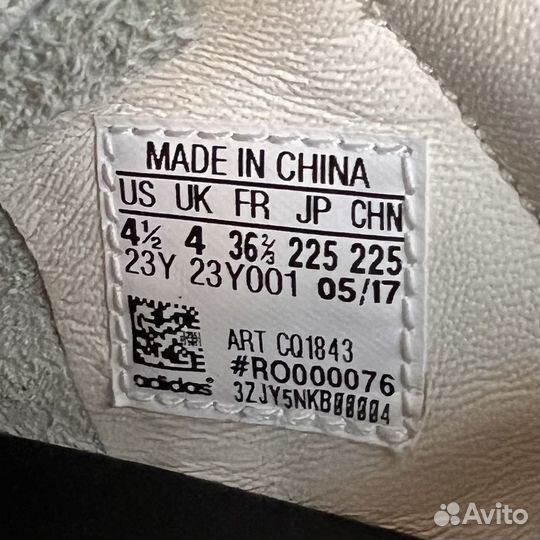 MADE IN CHINA
US UK FR JP CHN
4½ 4 36⅔ 225 225
23Y 23Y001 05/17
ART CQ1843
#RO000076
adidas
3ZJY5NKB00004
Avito